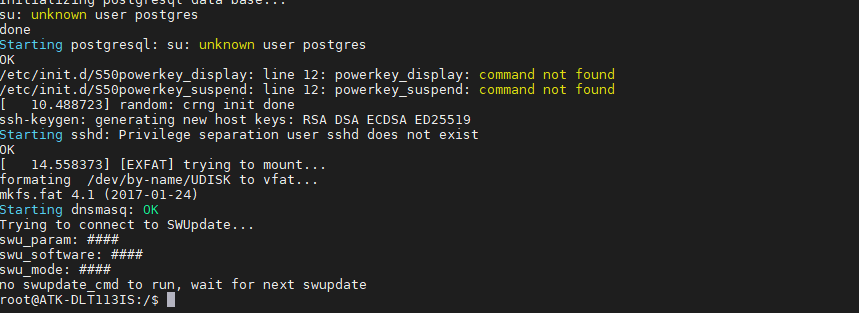 Initializing postgresql data base...
su: unknown user postgres
done
Starting postgresql: su: unknown user postgres
OK
/etc/init.d/S50powerkey_display: line 12: powerkey_display: command not found
/etc/init.d/S50powerkey_suspend: line 12: powerkey_suspend: command not found
[   10.488723] random: crng init done
ssh-keygen: generating new host keys: RSA DSA ECDSA ED25519
Starting sshd: Privilege separation user sshd does not exist
OK
[   14.558373] [EXFAT] trying to mount...
formating  /dev/by-name/UDISK to vfat...
mkfs.fat 4.1 (2017-01-24)
Starting dnsmasq: OK
Trying to connect to SWUpdate...
swu_param: ####
swu_software: ####
swu_mode: ####
no swupdate_cmd to run, wait for next swupdate
root@ATK-DLT113IS:/$